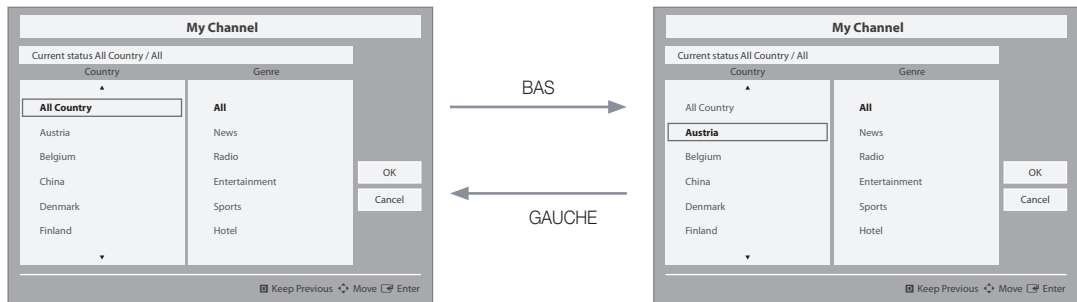 My Channel
Current status All Country / All
Country Genre
All Country All
Austria News
Belgium Radio
China Entertainment
Denmark Sports
Finland Hotel
OK
Cancel
D Keep Previous Move Enter
BAS
GAUCHE
My Channel
Current status All Country / All
Country Genre
All Country All
Austria News
Belgium Radio
China Entertainment
Denmark Sports
Finland Hotel
OK
Cancel
D Keep Previous Move Enter